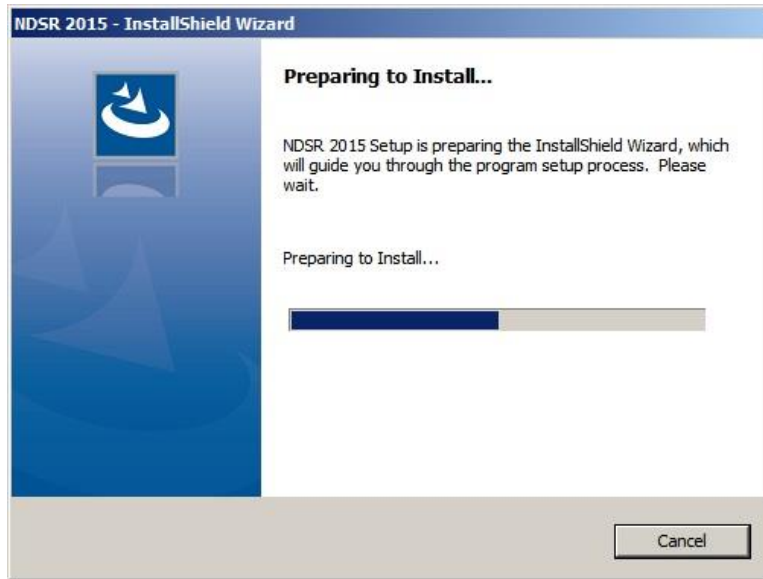 NDSR 2015 - InstallShield Wizard
Preparing to Install...
NDSR 2015 Setup is preparing the InstallShield Wizard, which
will guide you through the program setup process.  Please
wait.
Preparing to Install...
Cancel